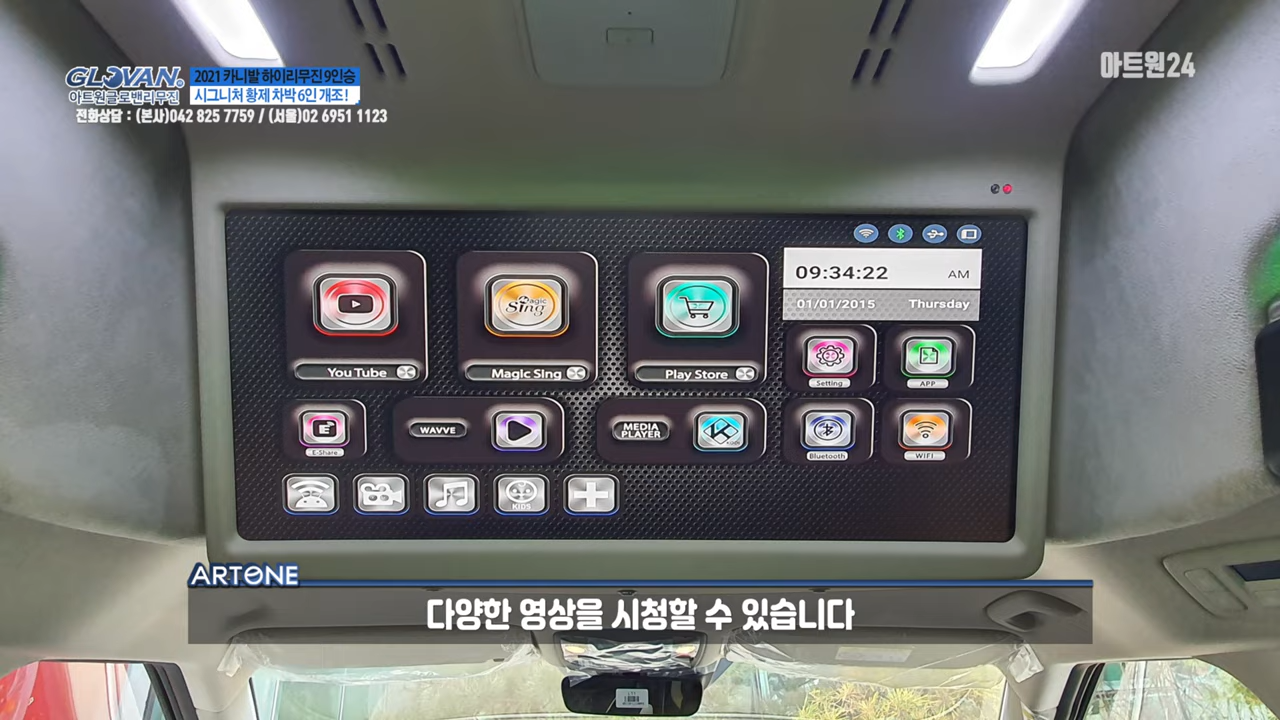 GLOVAN
아트원글로밴리무진
2021 카니발 하이리무진 9인승
시그니처 황제 차박 6인 개조!
전화상담 : (본사)042 825 7759 / (서울)02 6951 1123
아트원24
09:34:22 AM
01/01/2015 Thursday
Magic Sing
You Tube
Magic Sing
Play Store
Setting
APP
E
E-Share
WAVVE
MEDIA
PLAYER
Bluetooth
WIFI
KIDS
ARTONE
다양한 영상을 시청할 수 있습니다